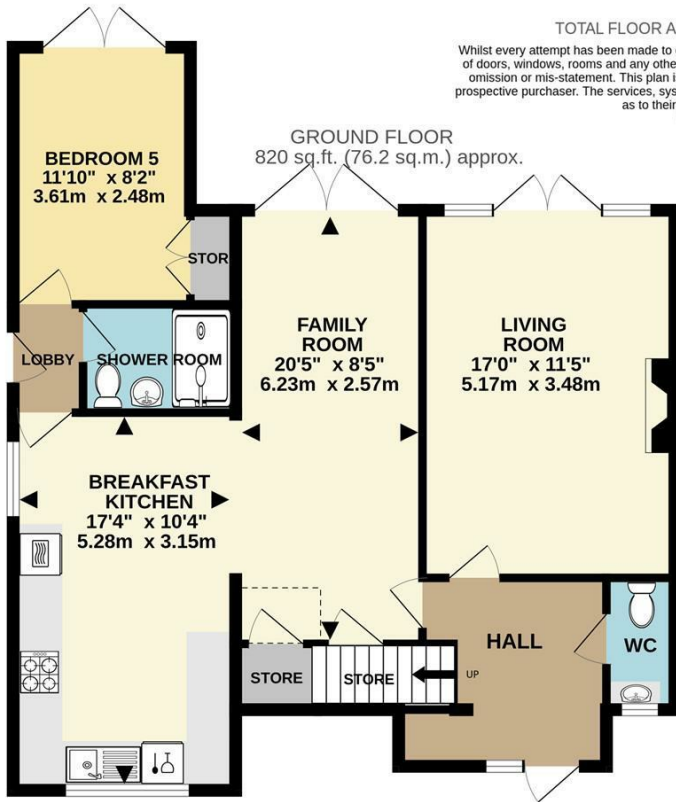 TOTAL FLOOR A
Whilst every attempt has been made to
of doors, windows, rooms and any othe
omission or mis-statement. This plan is
prospective purchaser. The services, sys
as to their
GROUND FLOOR
820 sq.ft. (76.2 sq.m.) approx.
BEDROOM 5
11'10" x 8'2"
3.61m x 2.48m
STOR
LOBBY
SHOWER ROOM
FAMILY
ROOM
20'5" x 8'5"
6.23m x 2.57m
LIVING
ROOM
17'0" x 11'5"
5.17m x 3.48m
BREAKFAST
KITCHEN
17'4" x 10'4"
5.28m x 3.15m
STORE
STORE
UP
HALL
WC